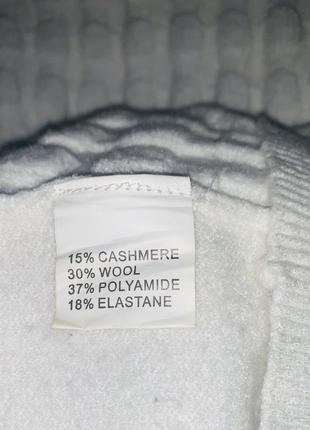 15% CASHMERE
30% WOOL
37% POLYAMIDE
18% ELASTANE